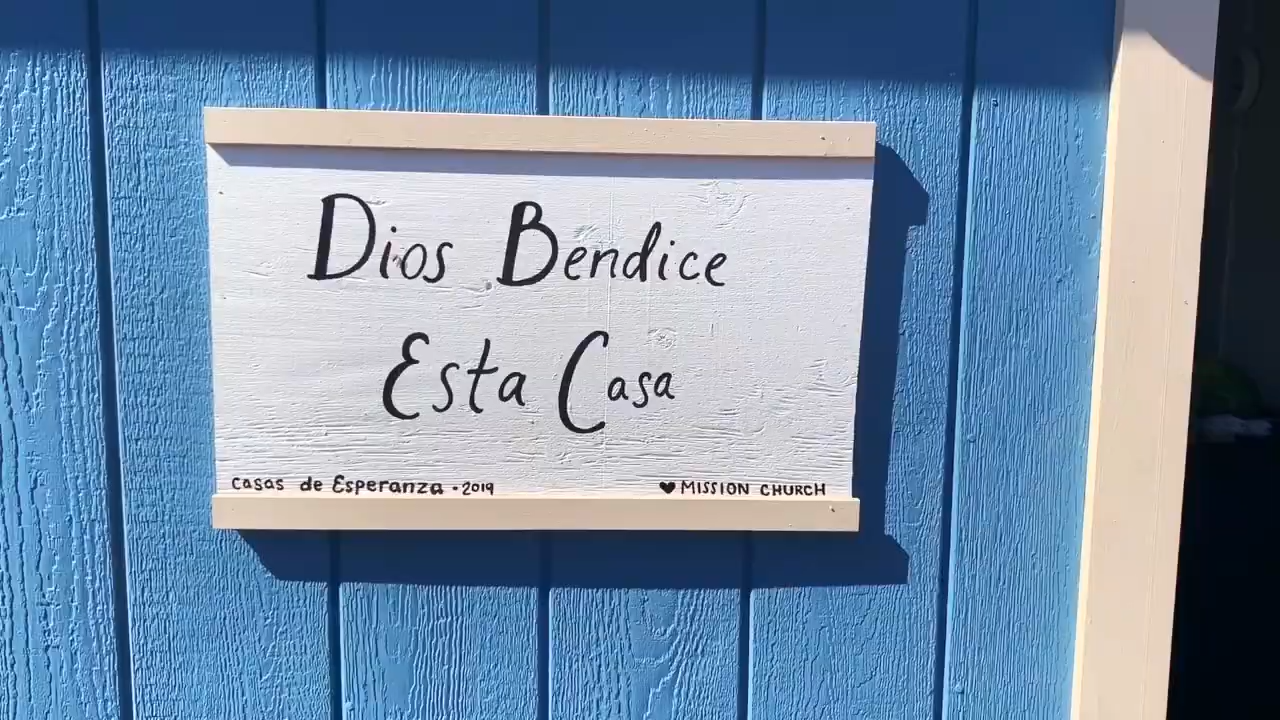 Dios Bendice
Esta Casa
Casas de Esperanza • 2019
♥ MISSION CHURCH